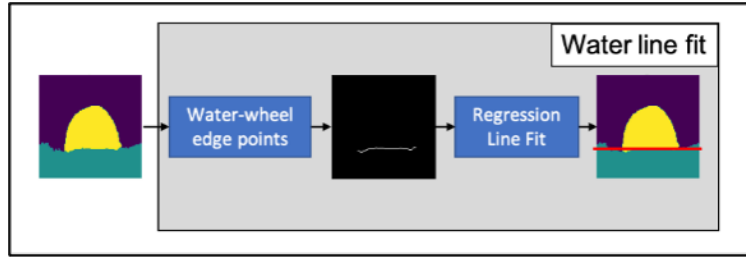 Water line fit
Water-wheel
edge points
Regression
Line Fit